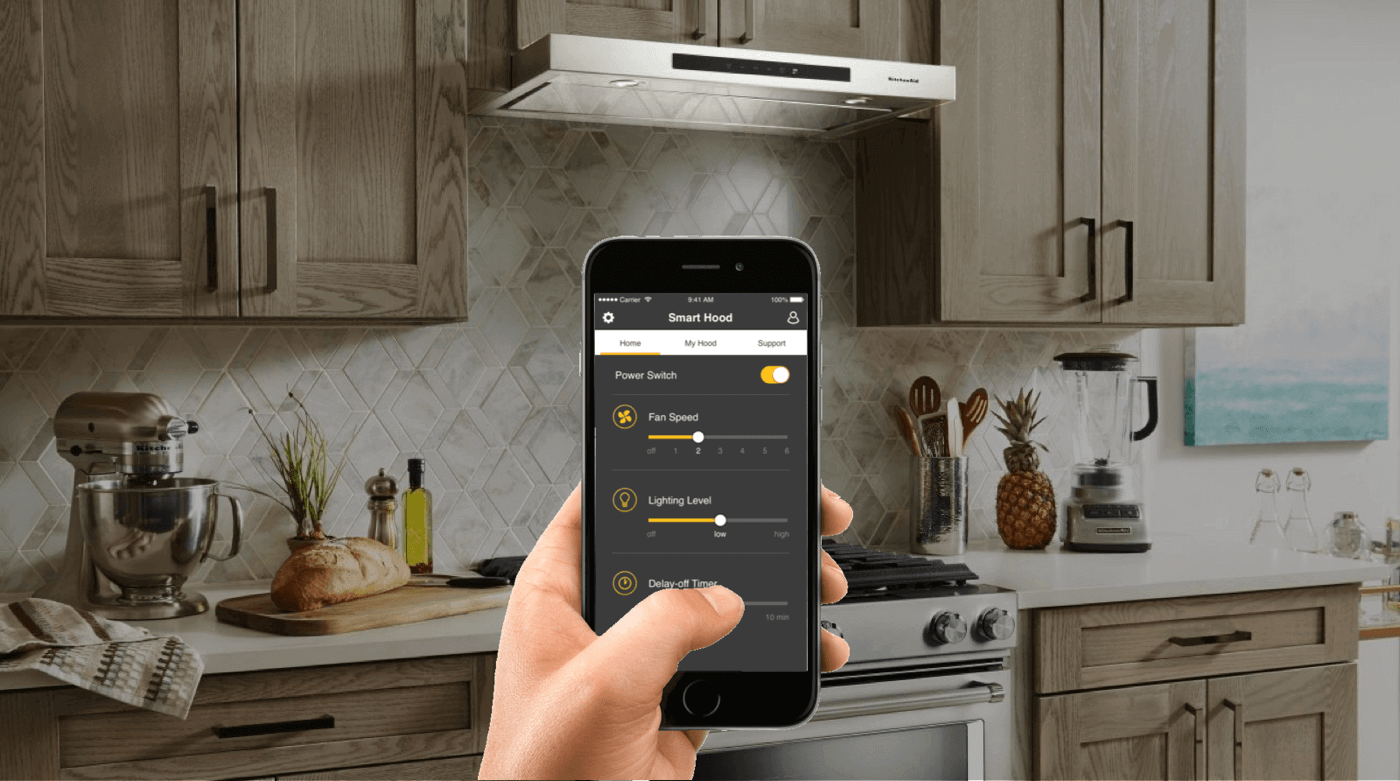 KitchenAid
Carrier 9:41 AM 100%
Smart Hood
Home My Hood Support
Power Switch
Fan Speed
off 1 2 3 4 5 6
Lighting Level
off low high
Delay-off Timer
10 min
KitchenAid
KitchenAid